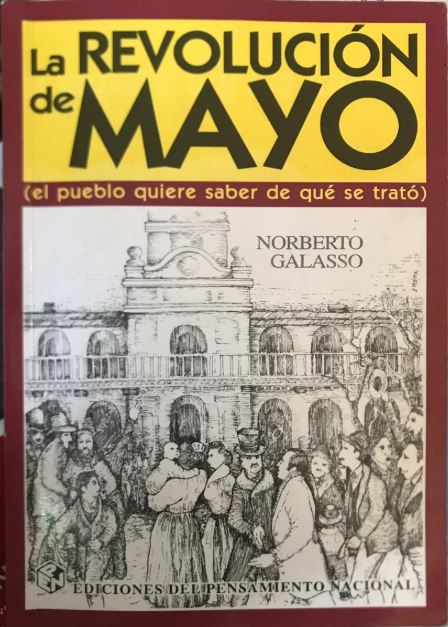 La REVOLUCIÓN
de MAYO
(el pueblo quiere saber de qué se trató)
NORBERTO
GALASSO
EDICIONES DEL PENSAMIENTO NACIONAL